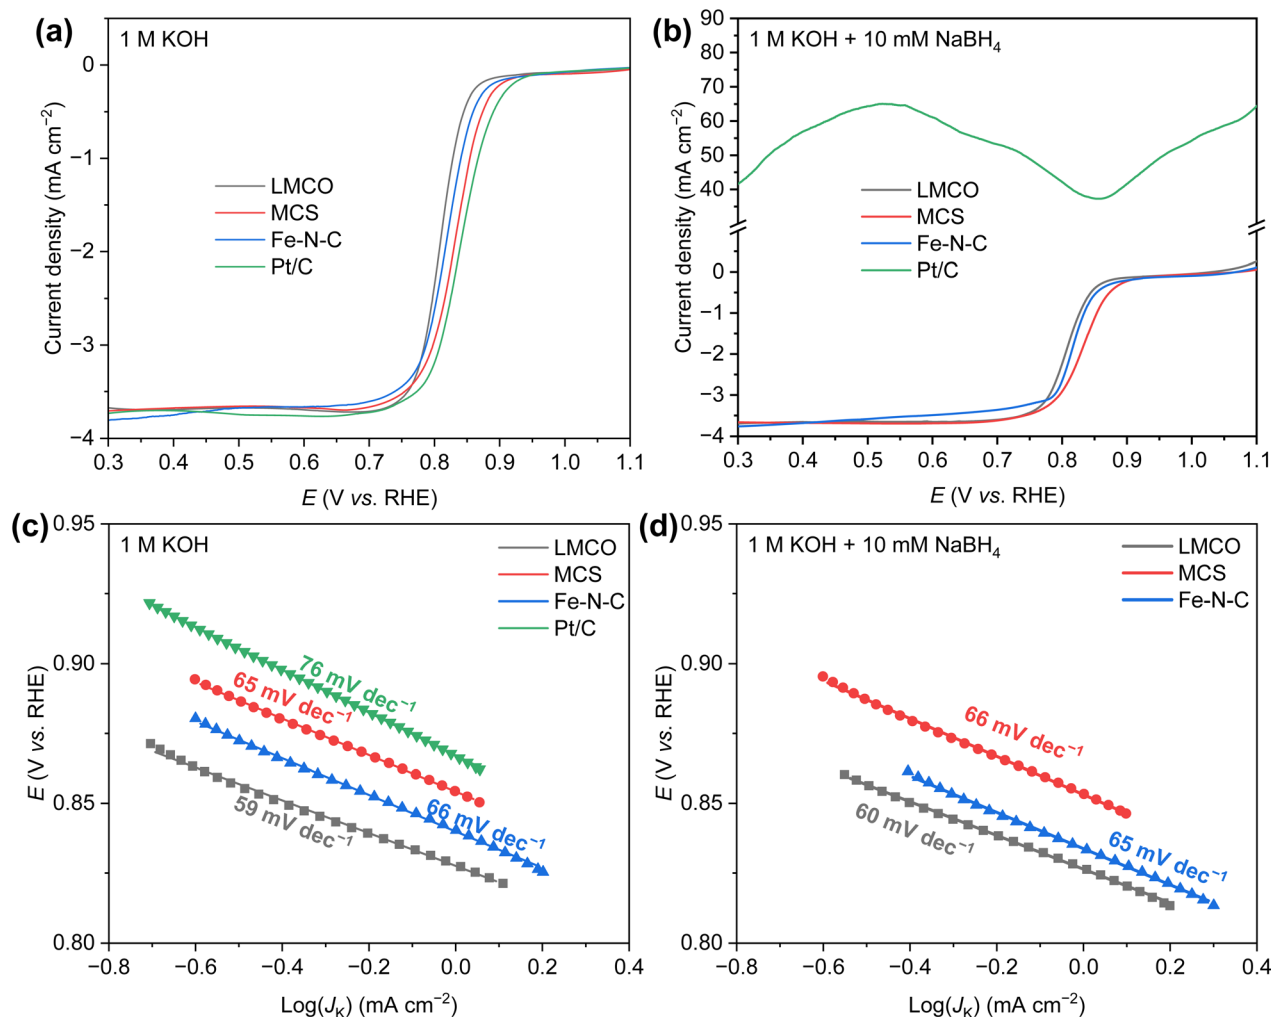 (a)
1 M KOH
0
−1
−2
−3
−4
Current density (mA cm⁻²)
LMCO
MCS
Fe-N-C
Pt/C
0.3 0.4 0.5 0.6 0.7 0.8 0.9 1.0 1.1
E (V vs. RHE)
(b)
1 M KOH + 10 mM NaBH₄
90
80
70
60
50
40
0
−1
−2
−3
−4
Current density (mA cm⁻²)
LMCO
MCS
Fe-N-C
Pt/C
0.3 0.4 0.5 0.6 0.7 0.8 0.9 1.0 1.1
E (V vs. RHE)
(c)
1 M KOH
0.95
0.90
0.85
0.80
E (V vs. RHE)
LMCO
MCS
Fe-N-C
Pt/C
76 mV dec⁻¹
65 mV dec⁻¹
66 mV dec⁻¹
59 mV dec⁻¹
−0.8 −0.6 −0.4 −0.2 0.0 0.2 0.4
Log(J_K) (mA cm⁻²)
(d)
1 M KOH + 10 mM NaBH₄
0.95
0.90
0.85
0.80
E (V vs. RHE)
LMCO
MCS
Fe-N-C
66 mV dec⁻¹
60 mV dec⁻¹
65 mV dec⁻¹
−0.8 −0.6 −0.4 −0.2 0.0 0.2 0.4
Log(J_K) (mA cm⁻²)